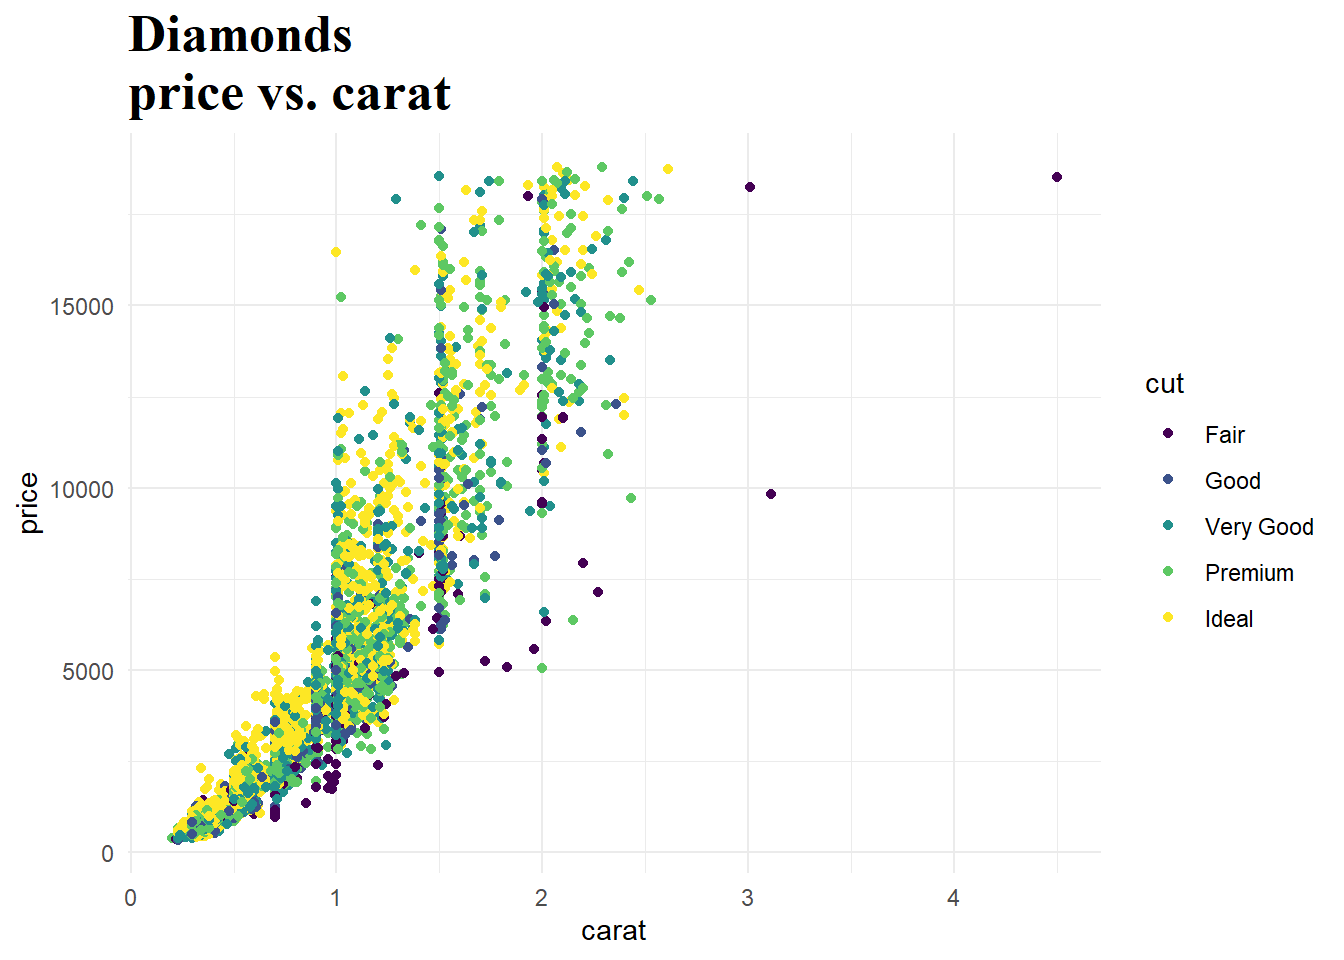 Diamonds
price vs. carat
15000
10000
5000
0
price
0 1 2 3 4
carat
cut
Fair
Good
Very Good
Premium
Ideal